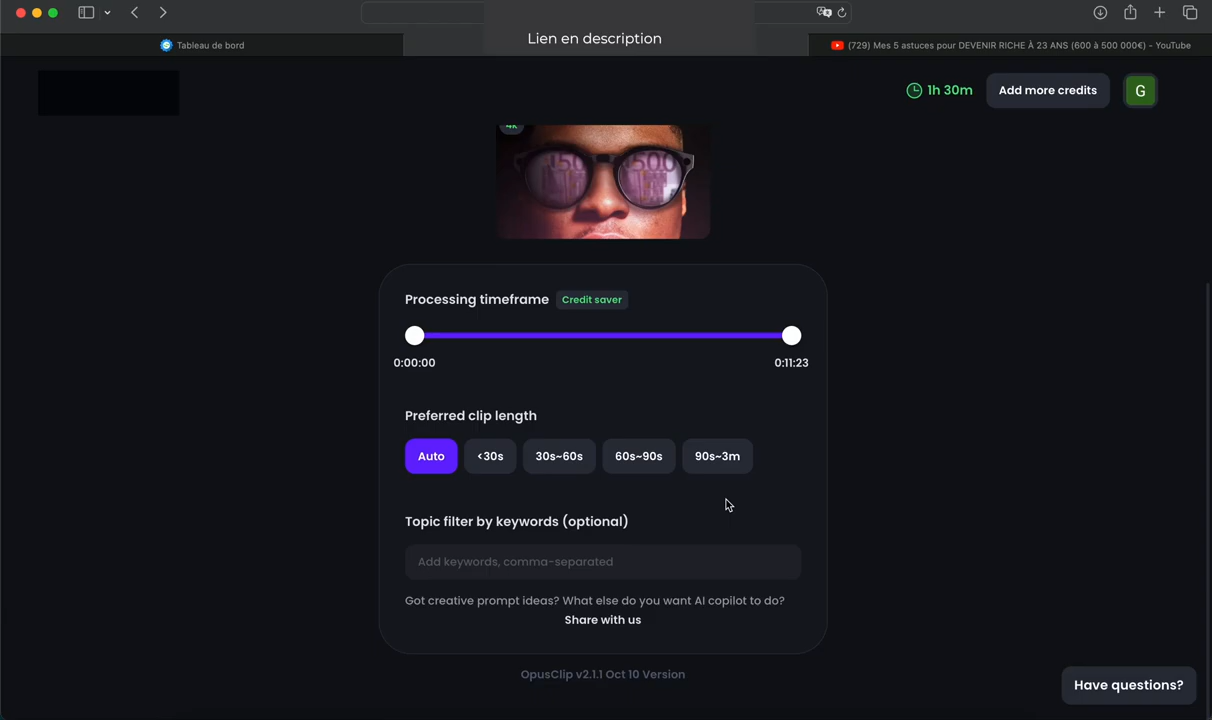 Lien en description
Tableau de bord
(729) Mes 5 astuces pour DEVENIR RICHE À 23 ANS (600 à 500 000€) - YouTube
1h 30m
Add more credits
G
4K
500
500
Processing timeframe
Credit saver
0:00:00
0:11:23
Preferred clip length
Auto
<30s
30s~60s
60s~90s
90s~3m
Topic filter by keywords (optional)
Add keywords, comma-separated
Got creative prompt ideas? What else do you want AI copilot to do?
Share with us
OpusClip v2.1.1 Oct 10 Version
Have questions?